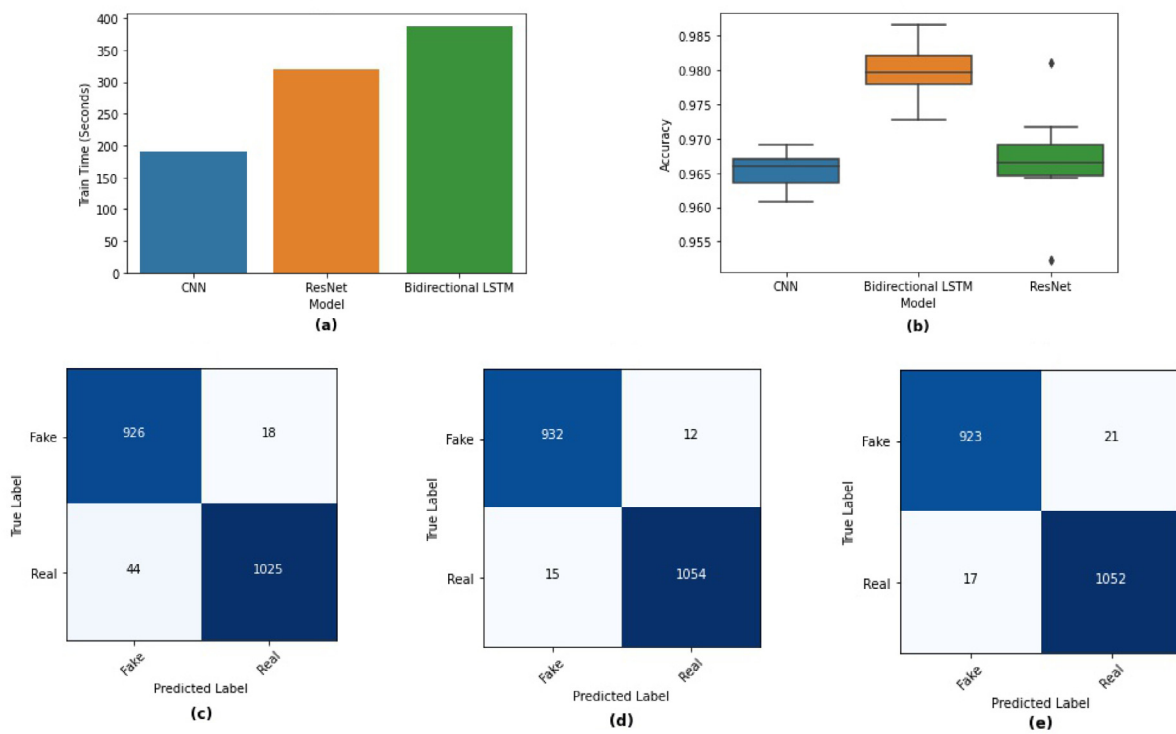 400
350
300
250
200
150
100
50
0
Train Time (Seconds)
CNN ResNet Bidirectional LSTM
Model
(a)
0.985
0.980
0.975
0.970
0.965
0.960
0.955
Accuracy
CNN Bidirectional LSTM ResNet
Model
(b)
True Label
Fake 926 18
Real 44 1025
Fake Real
Predicted Label
(c)
True Label
Fake 932 12
Real 15 1054
Fake Real
Predicted Label
(d)
True Label
Fake 923 21
Real 17 1052
Fake Real
Predicted Label
(e)